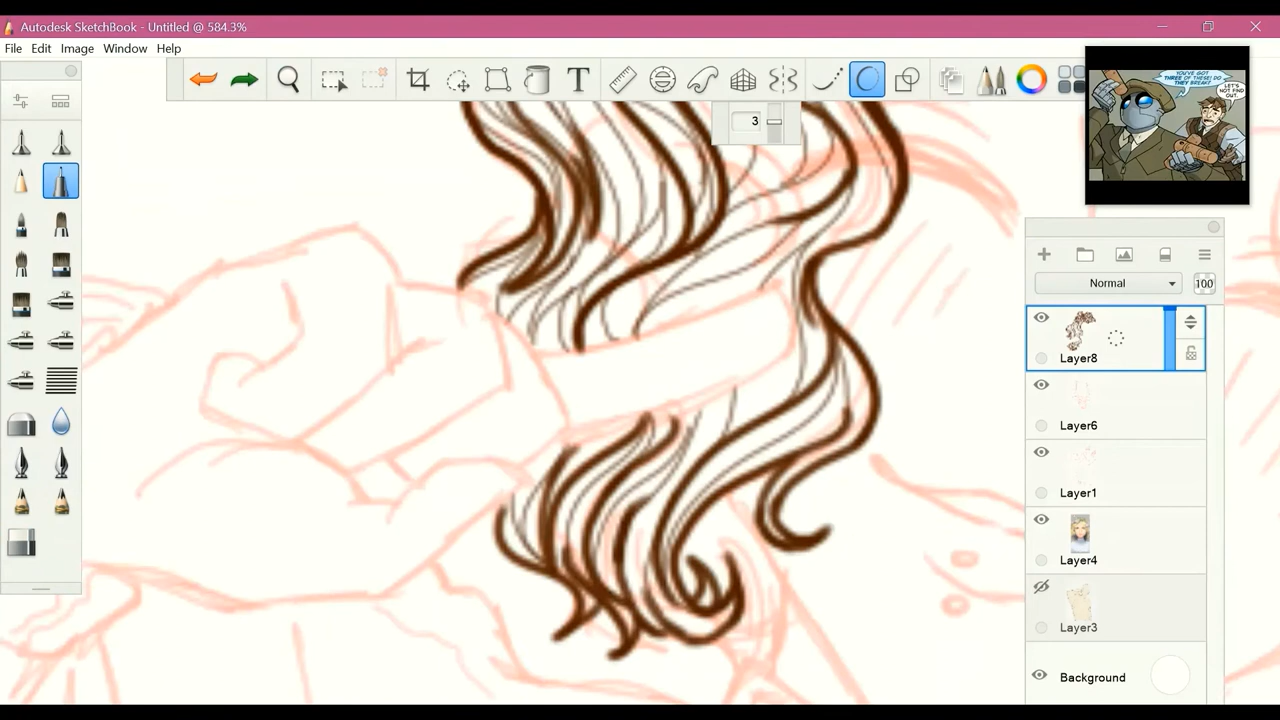 Autodesk SketchBook - Untitled @ 584.3%
File Edit Image Window Help
3
YOU'VE GOT
THREE OF THESE! DO
THEY BREAK?
LET'S
NOT FIND
OUT.
Normal
100
Layer8
Layer6
Layer1
Layer4
Layer3
Background